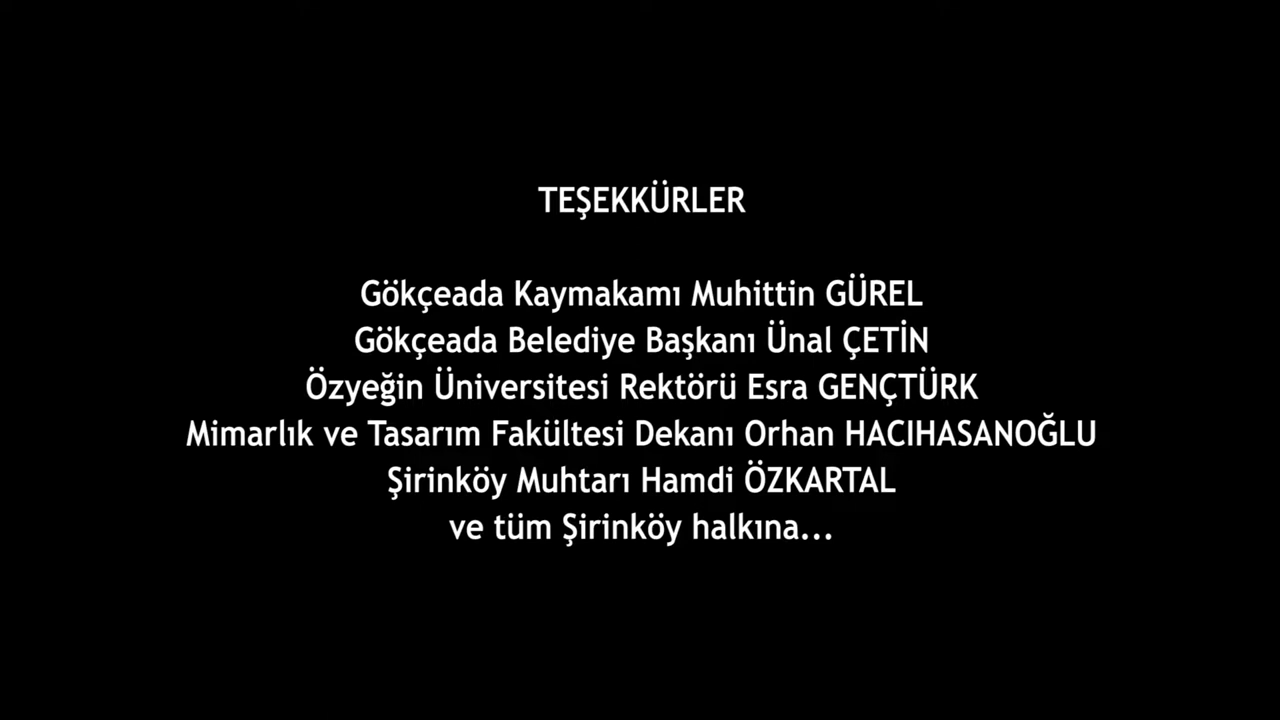 TEŞEKKÜRLER
Gökçeada Kaymakamı Muhittin GÜREL
Gökçeada Belediye Başkanı Ünal ÇETİN
Özyeğin Üniversitesi Rektörü Esra GENÇTÜRK
Mimarlık ve Tasarım Fakültesi Dekanı Orhan HACIHASANOĞLU
Şirinköy Muhtarı Hamdi ÖZKARTAL
ve tüm Şirinköy halkına...